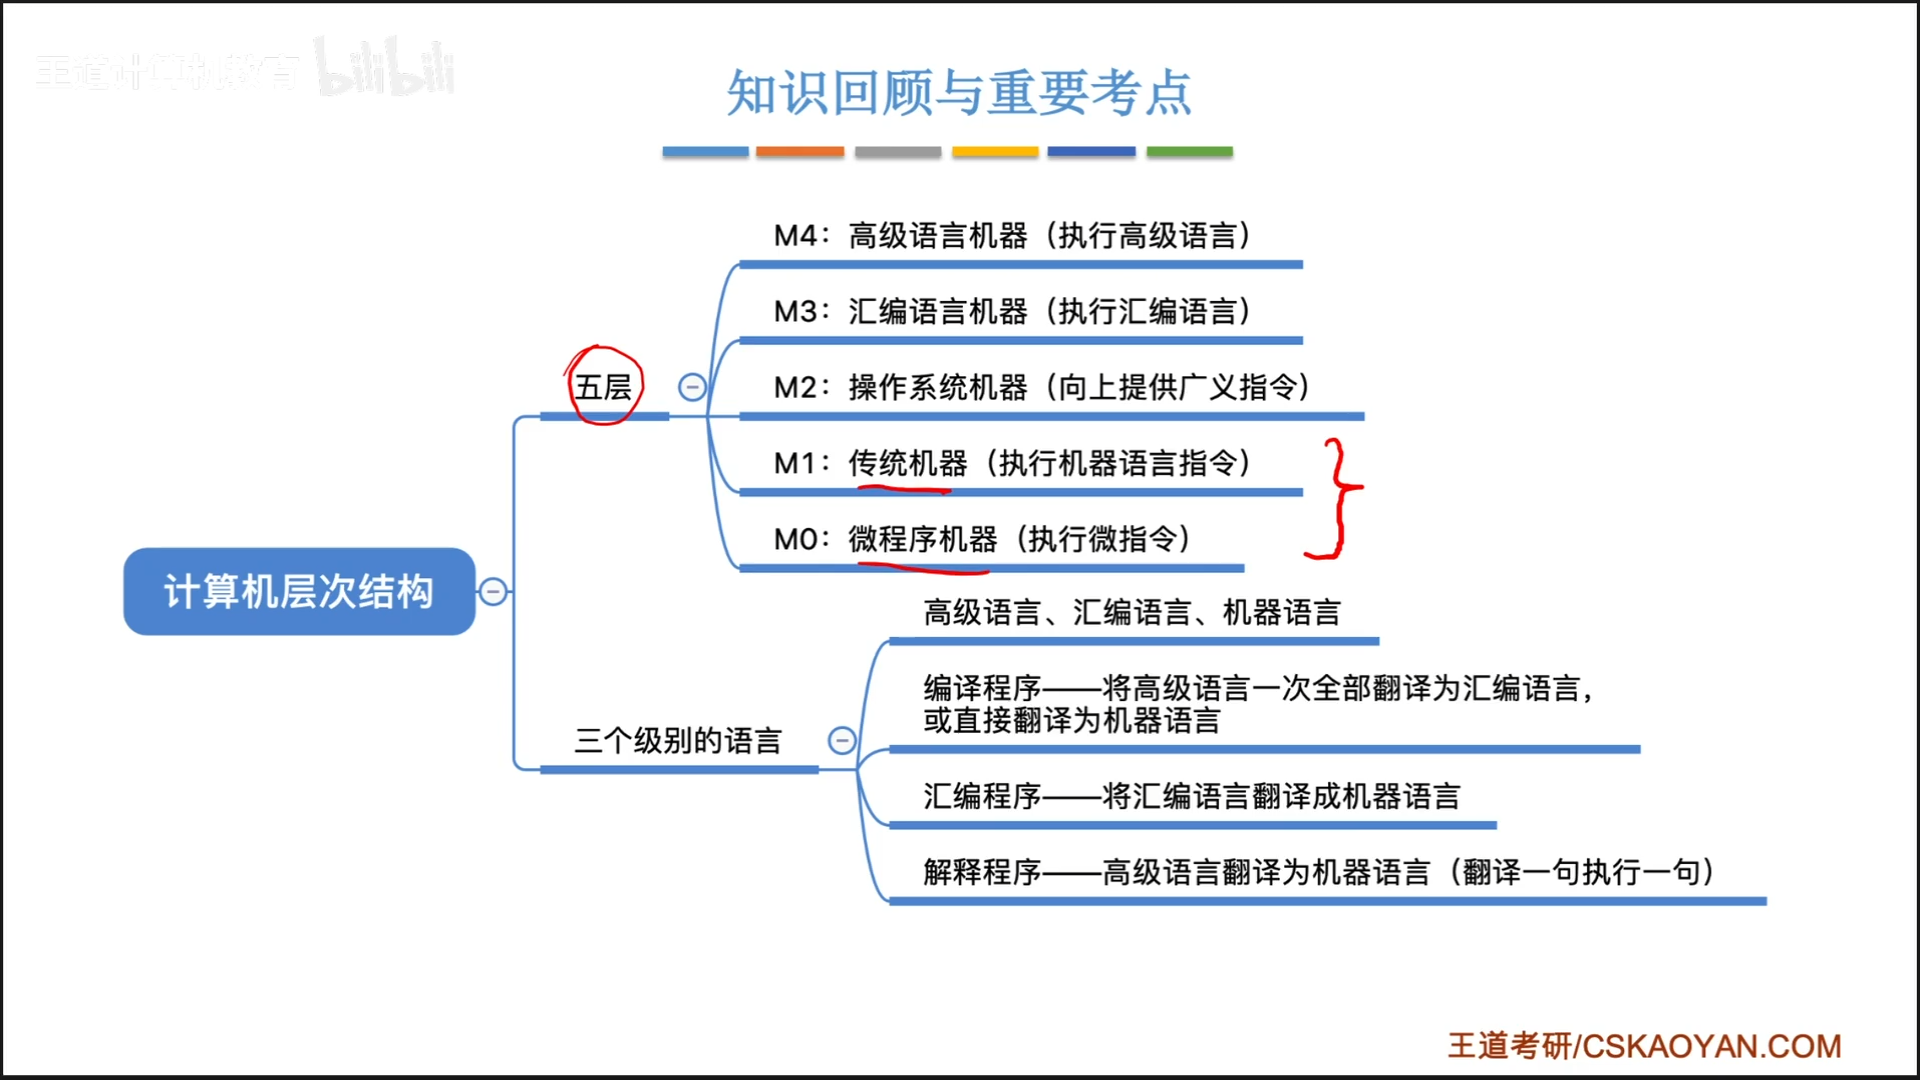 王道计算机教育 bilibili
知识回顾与重要考点
M4：高级语言机器（执行高级语言）
M3：汇编语言机器（执行汇编语言）
五层
M2：操作系统机器（向上提供广义指令）
M1：传统机器（执行机器语言指令）
M0：微程序机器（执行微指令）
计算机层次结构
高级语言、汇编语言、机器语言
编译程序——将高级语言一次全部翻译为汇编语言，
或直接翻译为机器语言
三个级别的语言
汇编程序——将汇编语言翻译成机器语言
解释程序——高级语言翻译为机器语言（翻译一句执行一句）
王道考研/CSKAOYAN.COM